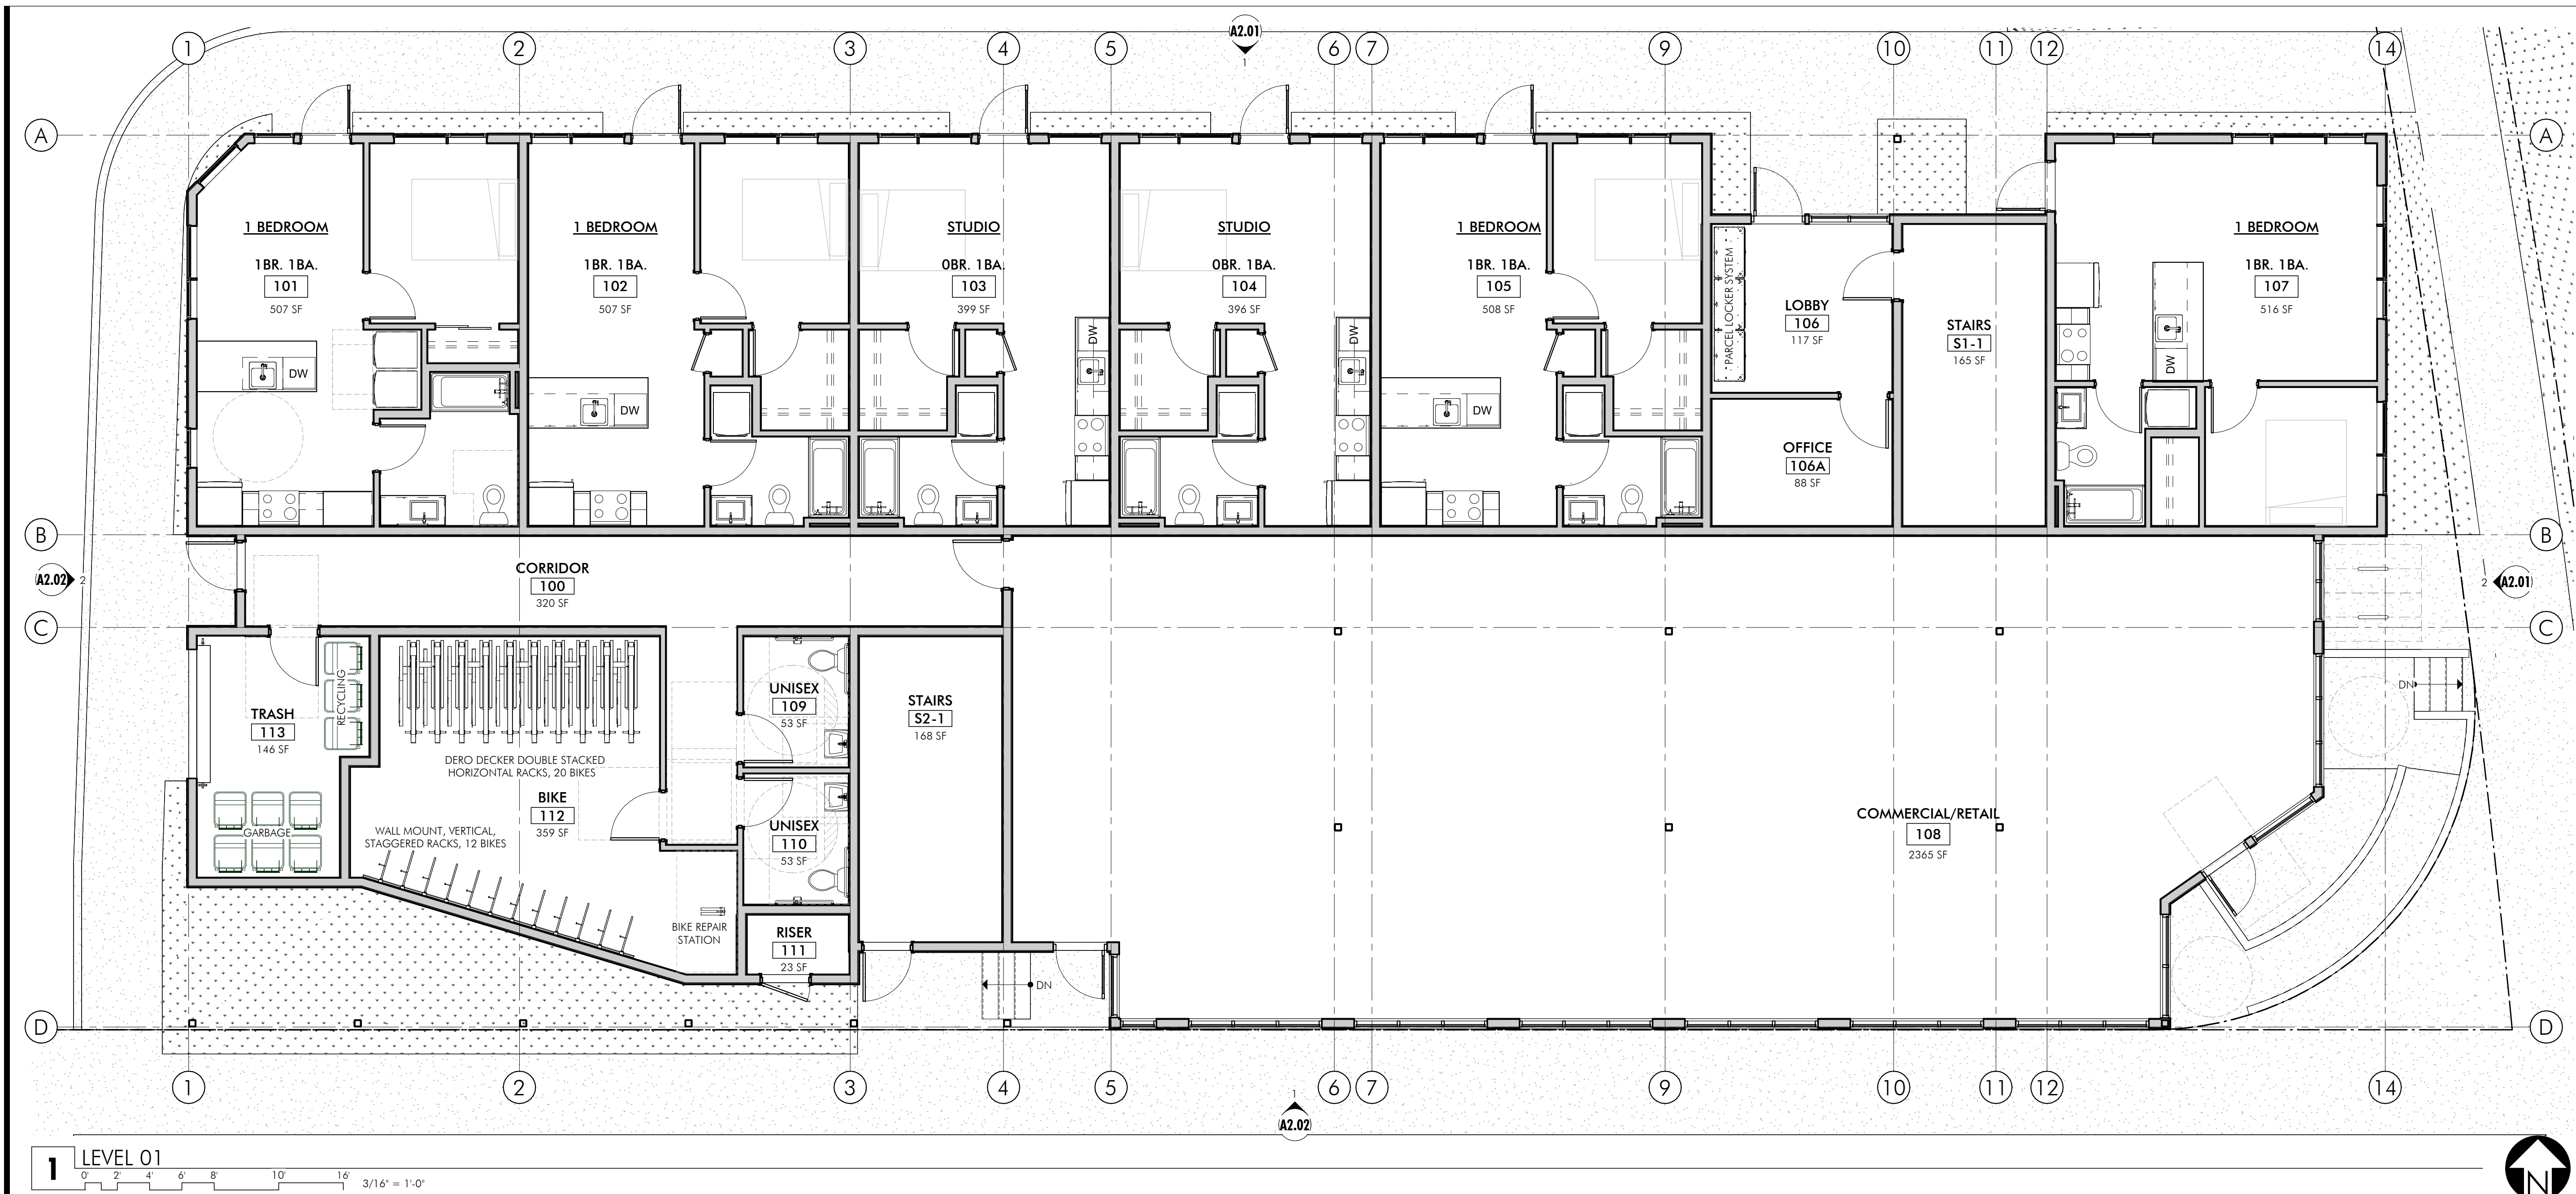 A2.01
1
1 2 3 4 5 6 7 9 10 11 12 14
A A
1 BEDROOM
1BR. 1BA.
101
507 SF
DW
1 BEDROOM
1BR. 1BA.
102
507 SF
DW
STUDIO
0BR. 1BA.
103
399 SF
DW
STUDIO
0BR. 1BA.
104
396 SF
DW
1 BEDROOM
1BR. 1BA.
105
508 SF
DW
PARCEL LOCKER SYSTEM
LOBBY
106
117 SF
OFFICE
106A
88 SF
STAIRS
S1-1
165 SF
1 BEDROOM
1BR. 1BA.
107
516 SF
DW
B B
A2.02 2
CORRIDOR
100
320 SF
2 A2.01
C C
TRASH
113
146 SF
RECYCLING
GARBAGE
DERO DECKER DOUBLE STACKED
HORIZONTAL RACKS, 20 BIKES
BIKE
112
359 SF
WALL MOUNT, VERTICAL,
STAGGERED RACKS, 12 BIKES
BIKE REPAIR
STATION
UNISEX
109
53 SF
UNISEX
110
53 SF
RISER
111
23 SF
STAIRS
S2-1
168 SF
DN
COMMERCIAL/RETAIL
108
2365 SF
DN
D D
1 2 3 4 5 6 7 9 10 11 12 14
1
A2.02
1 LEVEL 01
0' 2' 4' 6' 8' 10' 16'
3/16" = 1'-0"
N